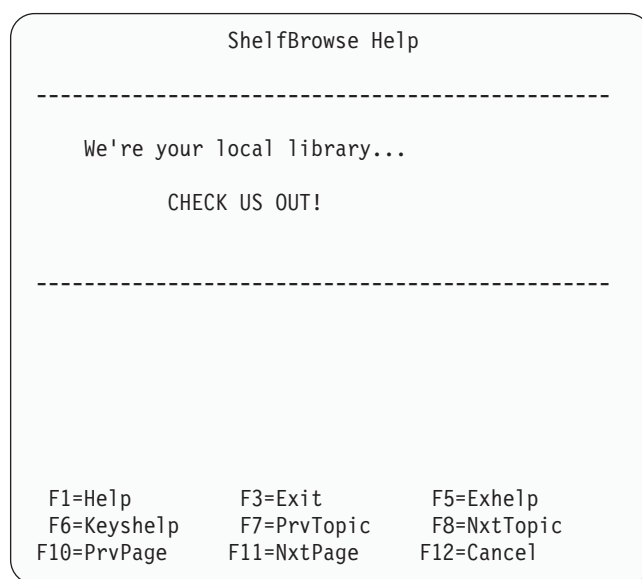 ShelfBrowse Help
------------------------------------------------
We're your local library...
CHECK US OUT!
------------------------------------------------
F1=Help F3=Exit F5=Exhelp
F6=Keyshelp F7=PrvTopic F8=NxtTopic
F10=PrvPage F11=NxtPage F12=Cancel